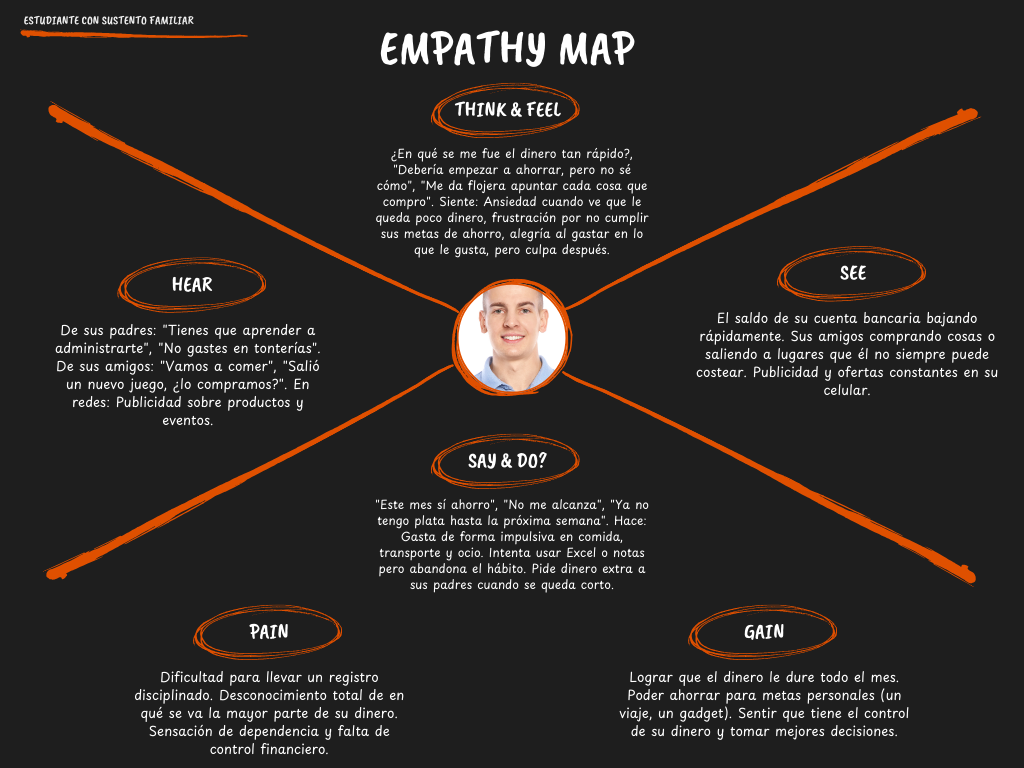 ESTUDIANTE CON SUSTENTO FAMILIAR
EMPATHY MAP
THINK & FEEL
¿En qué se me fue el dinero tan rápido?,
"Debería empezar a ahorrar, pero no sé
cómo", "Me da flojera apuntar cada cosa que
compro". Siente: Ansiedad cuando ve que le
queda poco dinero, frustración por no cumplir
sus metas de ahorro, alegría al gastar en lo
que le gusta, pero culpa después.
HEAR
De sus padres: "Tienes que aprender a
administrarte", "No gastes en tonterías".
De sus amigos: "Vamos a comer", "Salió
un nuevo juego, ¿lo compramos?". En
redes: Publicidad sobre productos y
eventos.
SEE
El saldo de su cuenta bancaria bajando
rápidamente. Sus amigos comprando cosas o
saliendo a lugares que él no siempre puede
costear. Publicidad y ofertas constantes en su
celular.
SAY & DO?
"Este mes sí ahorro", "No me alcanza", "Ya no
tengo plata hasta la próxima semana". Hace:
Gasta de forma impulsiva en comida,
transporte y ocio. Intenta usar Excel o notas
pero abandona el hábito. Pide dinero extra a
sus padres cuando se queda corto.
PAIN
Dificultad para llevar un registro
disciplinado. Desconocimiento total de en
qué se va la mayor parte de su dinero.
Sensación de dependencia y falta de
control financiero.
GAIN
Lograr que el dinero le dure todo el mes.
Poder ahorrar para metas personales (un
viaje, un gadget). Sentir que tiene el control
de su dinero y tomar mejores decisiones.